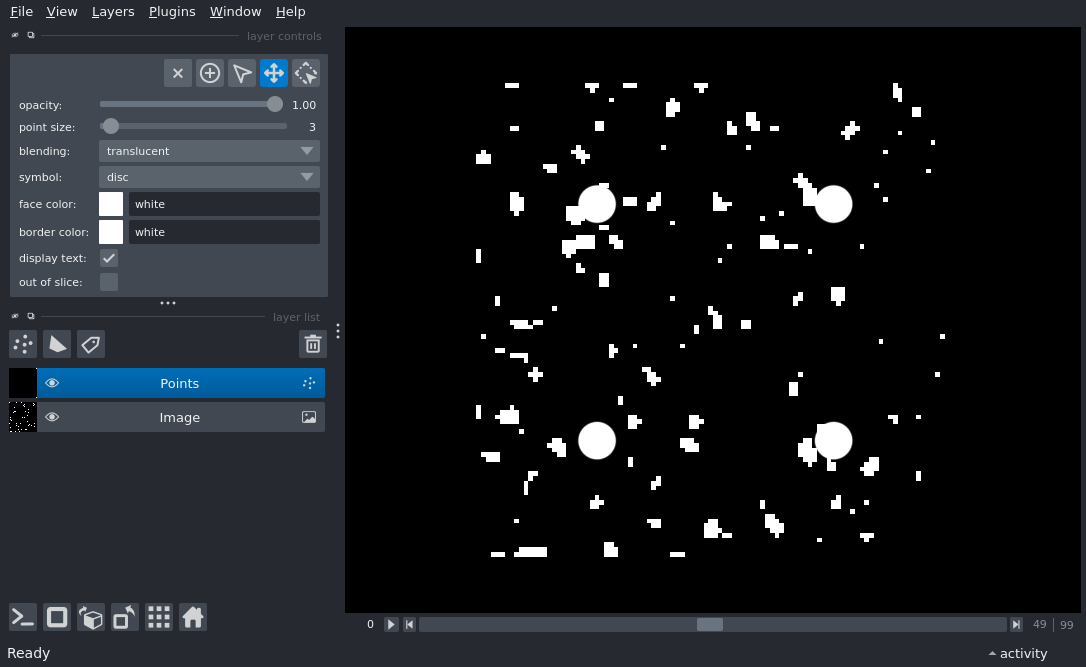 File View Layers Plugins Window Help
layer controls
opacity: 1.00
point size: 3
blending: translucent
symbol: disc
face color: white
border color: white
display text:
out of slice:
layer list
Points
Image
0 49 99
Ready activity